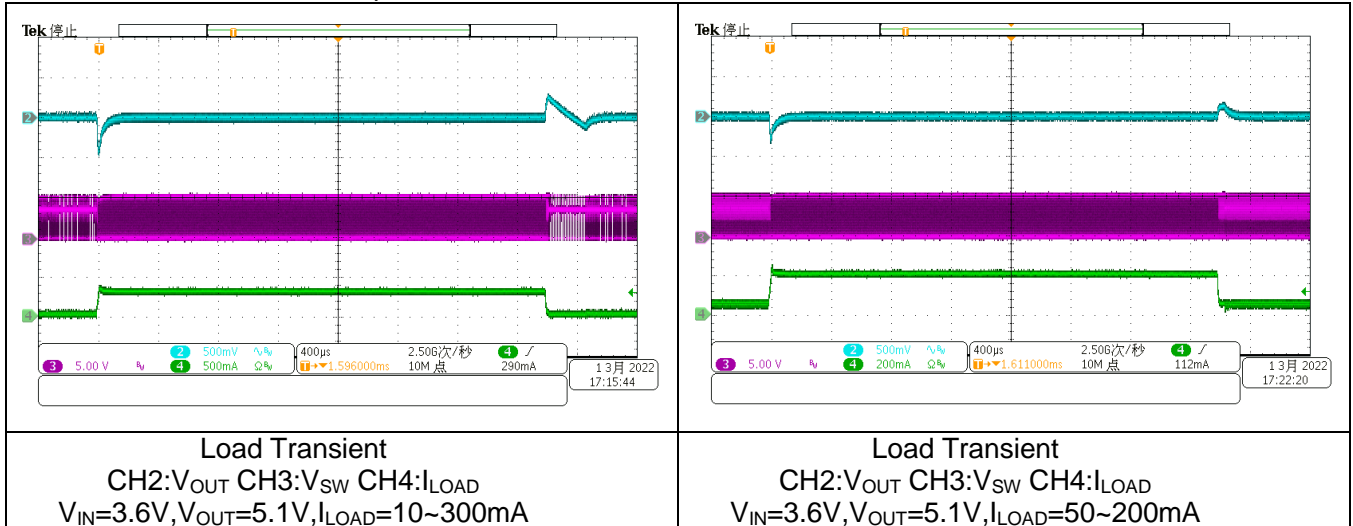 Tek 停止
T
T
2
3
4
2 500mV
3 5.00 V
4 500mA Ω
400µs
T→▼1.596000ms
2.50G次/秒
10M 点
4
290mA
1 3月 2022
17:15:44
Load Transient
CH2:VOUT CH3:VSW CH4:ILOAD
VIN=3.6V,VOUT=5.1V,ILOAD=10~300mA
Tek 停止
T
T
2
3
4
2 500mV
3 5.00 V
4 200mA Ω
400µs
T→▼1.611000ms
2.50G次/秒
10M 点
4
112mA
1 3月 2022
17:22:20
Load Transient
CH2:VOUT CH3:VSW CH4:ILOAD
VIN=3.6V,VOUT=5.1V,ILOAD=50~200mA